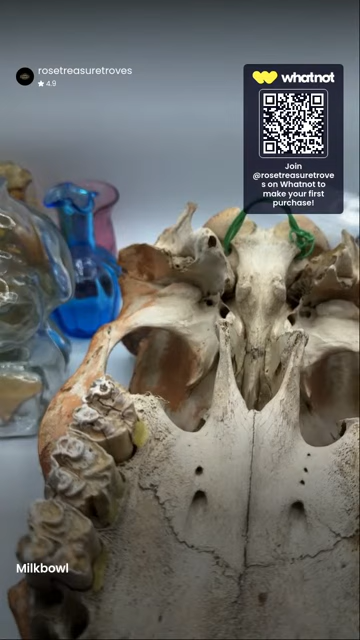 rosetreasuretroves
4.9
whatnot
Join
@rosetreasuretrove
s on Whatnot to
make your first
purchase!
Milkbowl